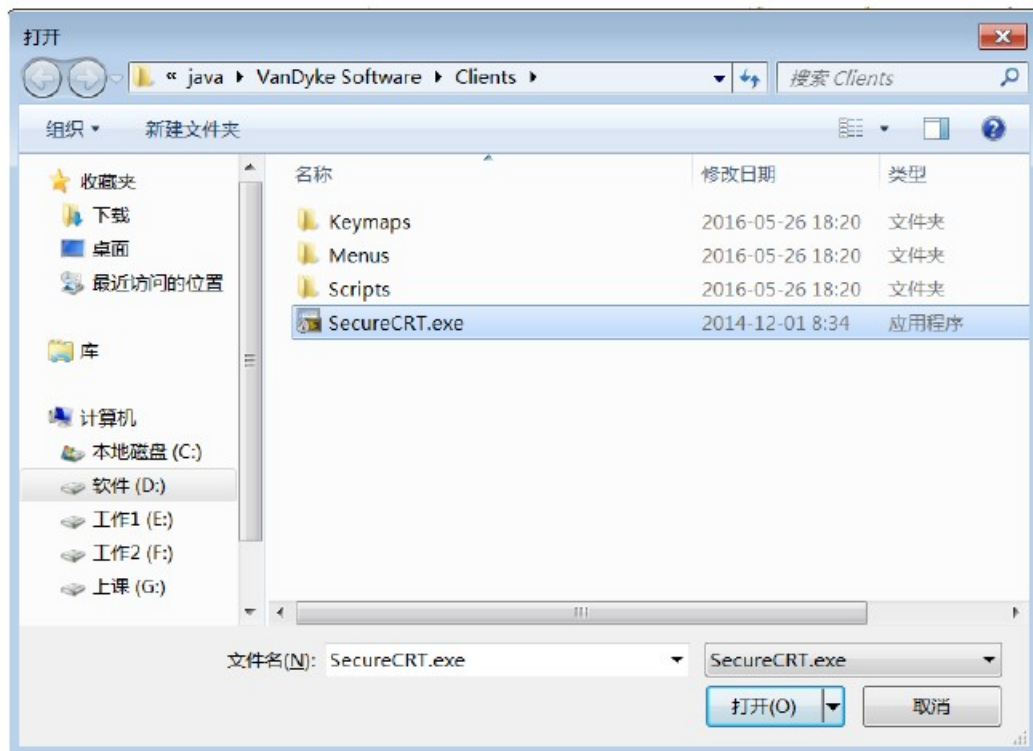 打开
« java ▸ VanDyke Software ▸ Clients ▸ 搜索 Clients
组织 新建文件夹
名称 修改日期 类型
收藏夹
下载
桌面
最近访问的位置
库
计算机
本地磁盘 (C:)
软件 (D:)
工作1 (E:)
工作2 (F:)
上课 (G:)
Keymaps 2016-05-26 18:20 文件夹
Menus 2016-05-26 18:20 文件夹
Scripts 2016-05-26 18:20 文件夹
SecureCRT.exe 2014-12-01 8:34 应用程序
文件名(N): SecureCRT.exe SecureCRT.exe
打开(O) 取消